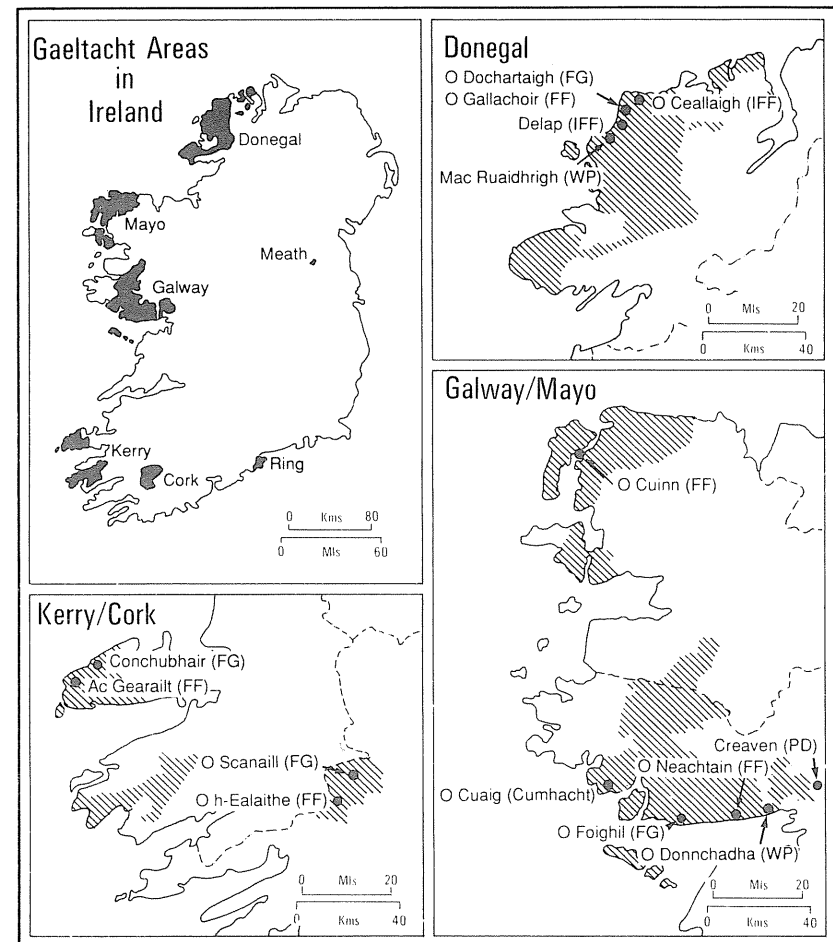 Gaeltacht Areas
in
Ireland
Donegal
Mayo
Meath
Galway
Kerry
Cork
Ring
0 Kms 80
0 Mls 60
Donegal
O Dochartaigh (FG)
O Gallachoir (FF)
O Ceallaigh (IFF)
Delap (IFF)
Mac Ruaidhrigh (WP)
0 Mls 20
0 Kms 40
Kerry/Cork
Conchubhair (FG)
Ac Gearailt (FF)
O Scanaill (FG)
O h-Ealaithe (FF)
0 Mls 20
0 Kms 40
Galway/Mayo
O Cuinn (FF)
Creaven (PD)
O Neachtain (FF)
O Cuaig (Cumhacht)
O Foighil (FG)
O Donnchadha (WP)
0 Mls 20
0 Kms 40